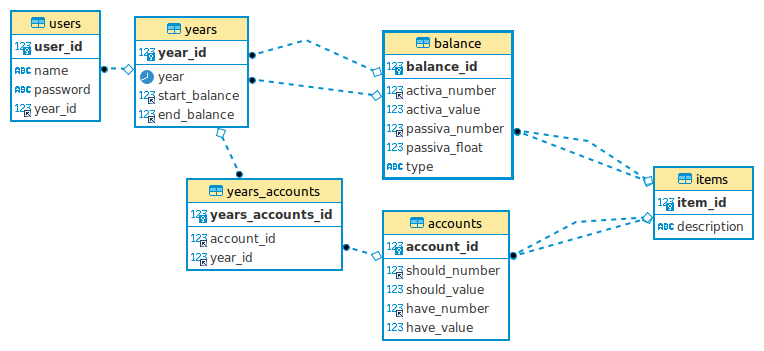 users
123 user_id
ABC name
ABC password
123 year_id
years
123 year_id
year
123 start_balance
123 end_balance
balance
123 balance_id
123 activa_number
123 activa_value
123 passiva_number
123 passiva_float
ABC type
years_accounts
123 years_accounts_id
123 account_id
123 year_id
accounts
123 account_id
123 should_number
123 should_value
123 have_number
123 have_value
items
123 item_id
ABC description